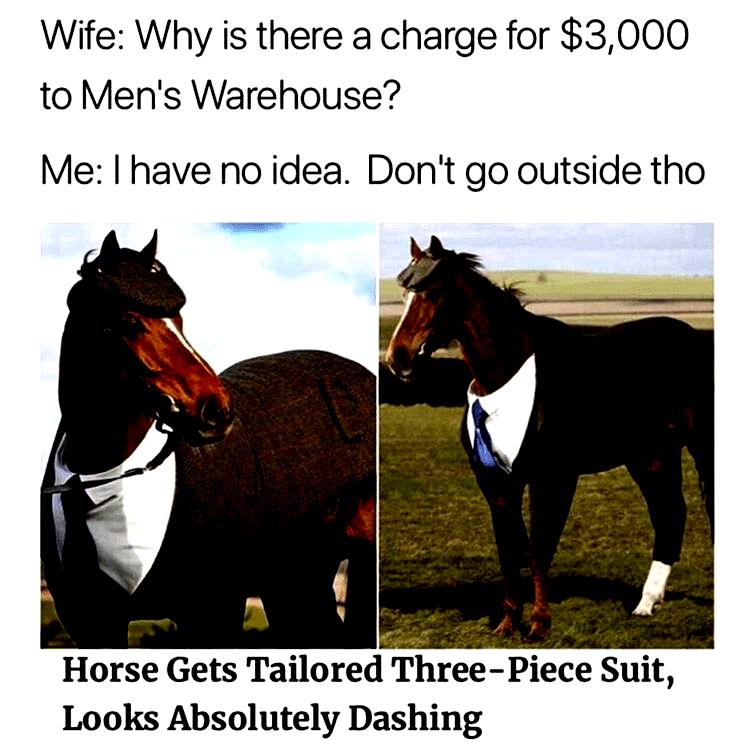 Wife: Why is there a charge for $3,000
to Men's Warehouse?
Me: I have no idea. Don't go outside tho
Horse Gets Tailored Three-Piece Suit,
Looks Absolutely Dashing